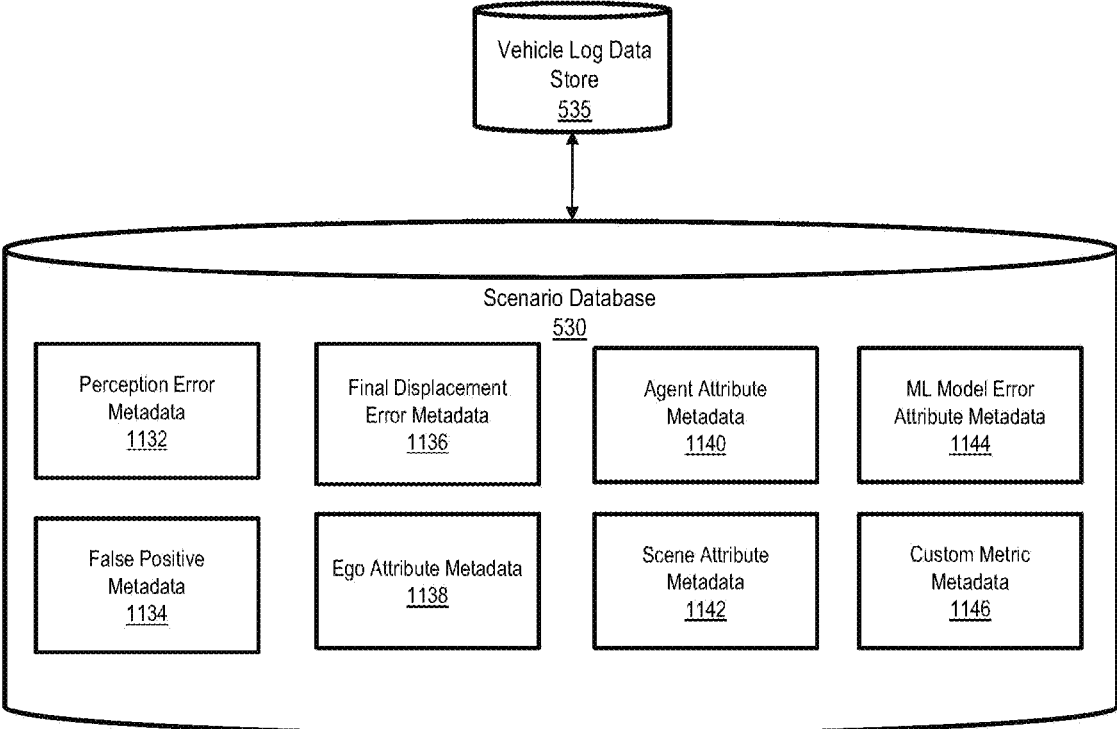 Vehicle Log Data
Store
535
Scenario Database
530
Perception Error
Metadata
1132
Final Displacement
Error Metadata
1136
Agent Attribute
Metadata
1140
ML Model Error
Attribute Metadata
1144
False Positive
Metadata
1134
Ego Attribute Metadata
1138
Scene Attribute
Metadata
1142
Custom Metric
Metadata
1146